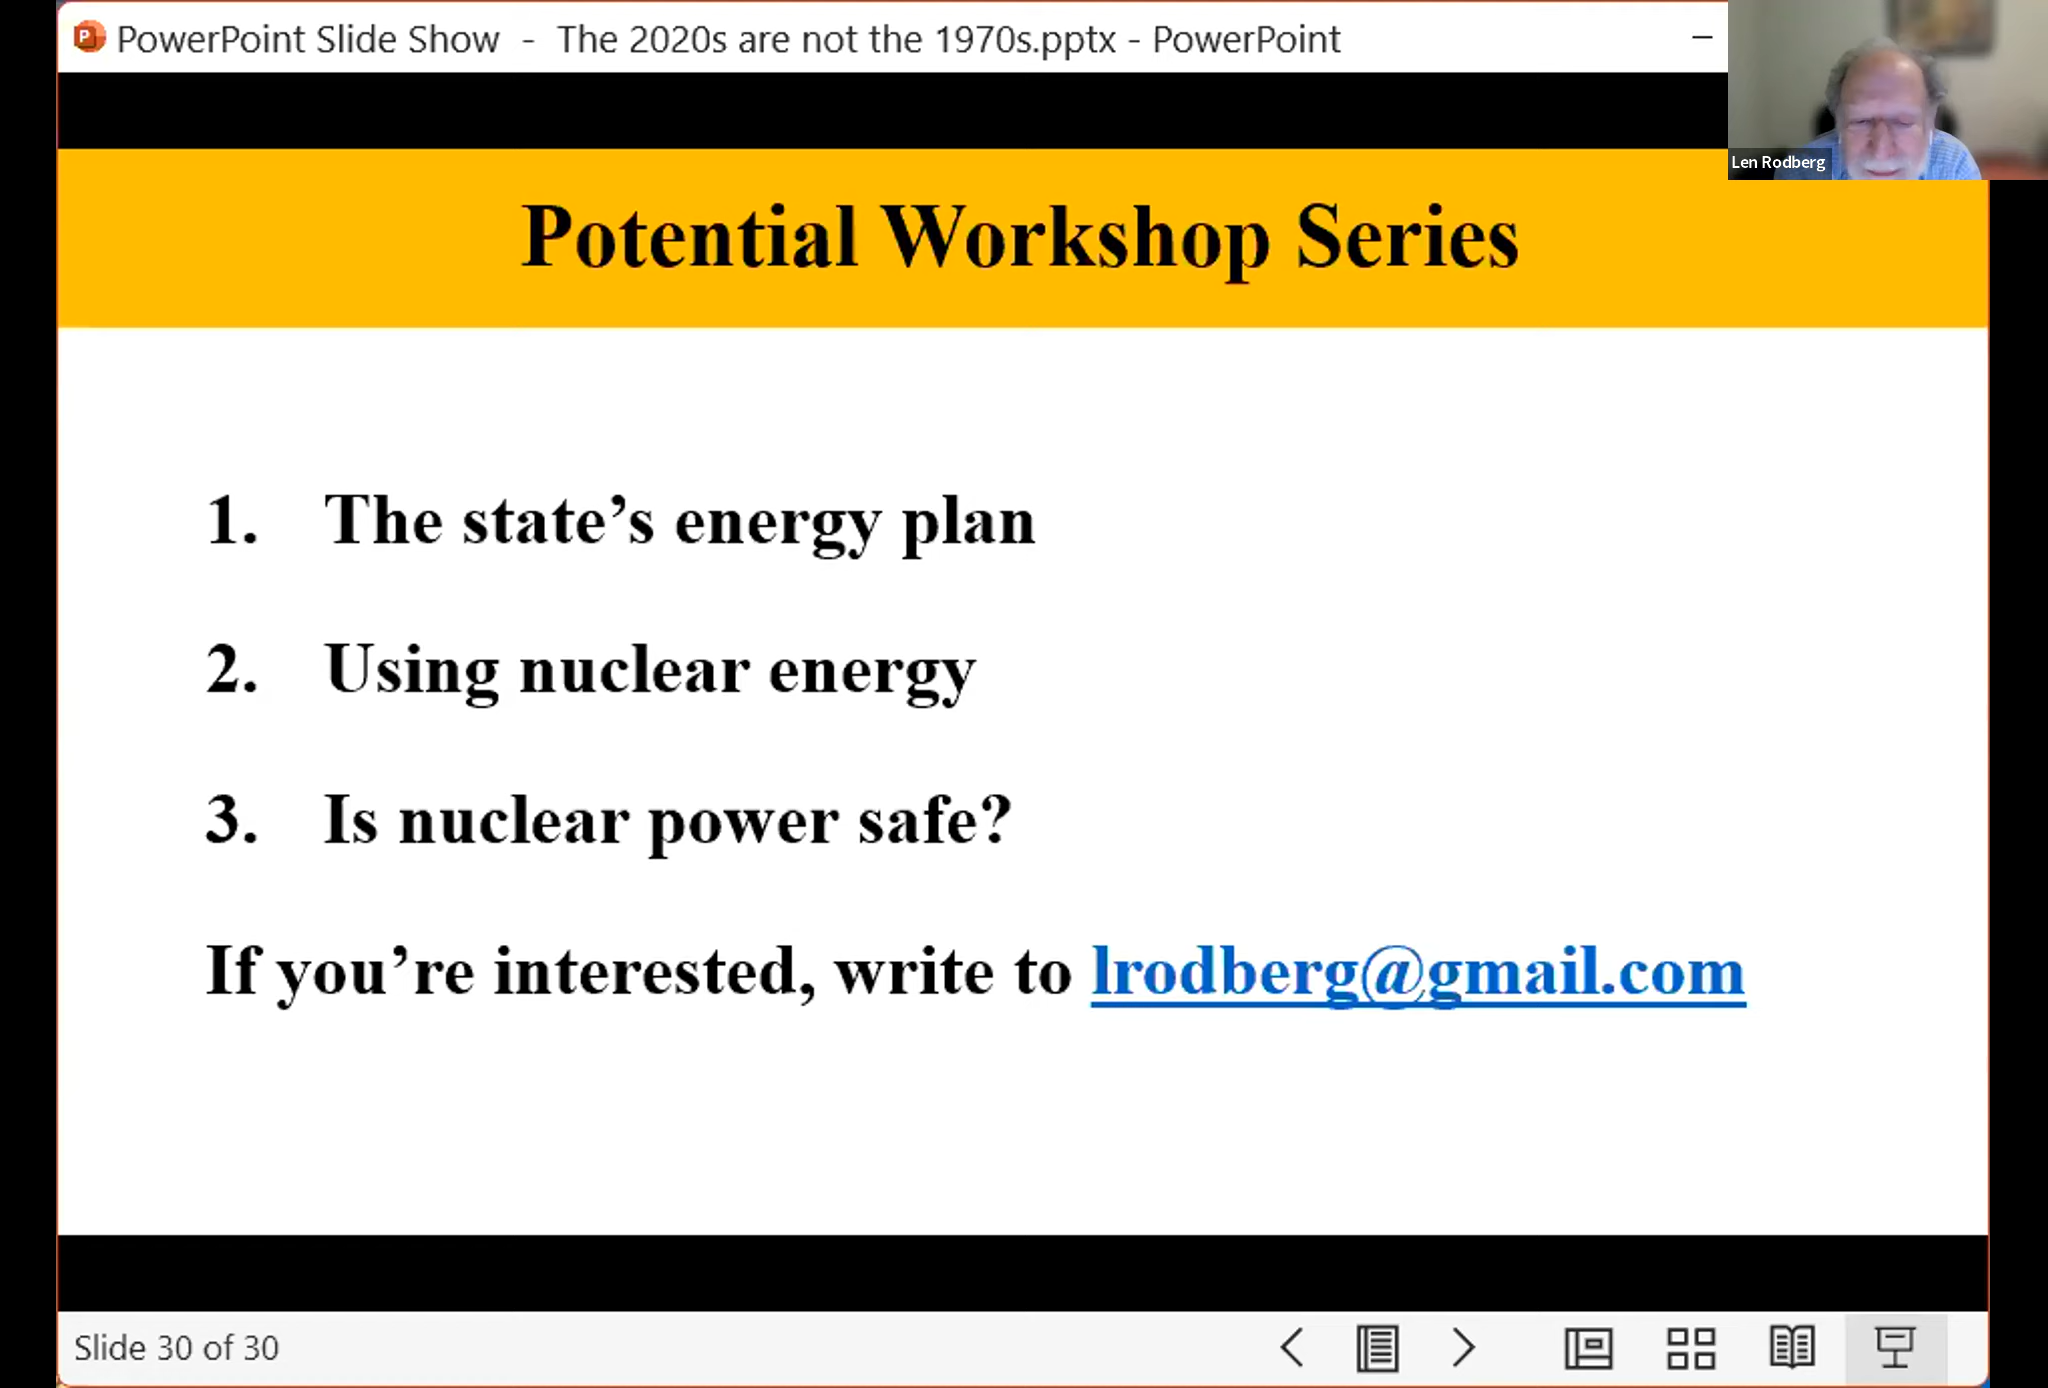 PowerPoint Slide Show - The 2020s are not the 1970s.pptx - PowerPoint
Len Rodberg
Potential Workshop Series
1. The state’s energy plan
2. Using nuclear energy
3. Is nuclear power safe?
If you’re interested, write to lrodberg@gmail.com
Slide 30 of 30